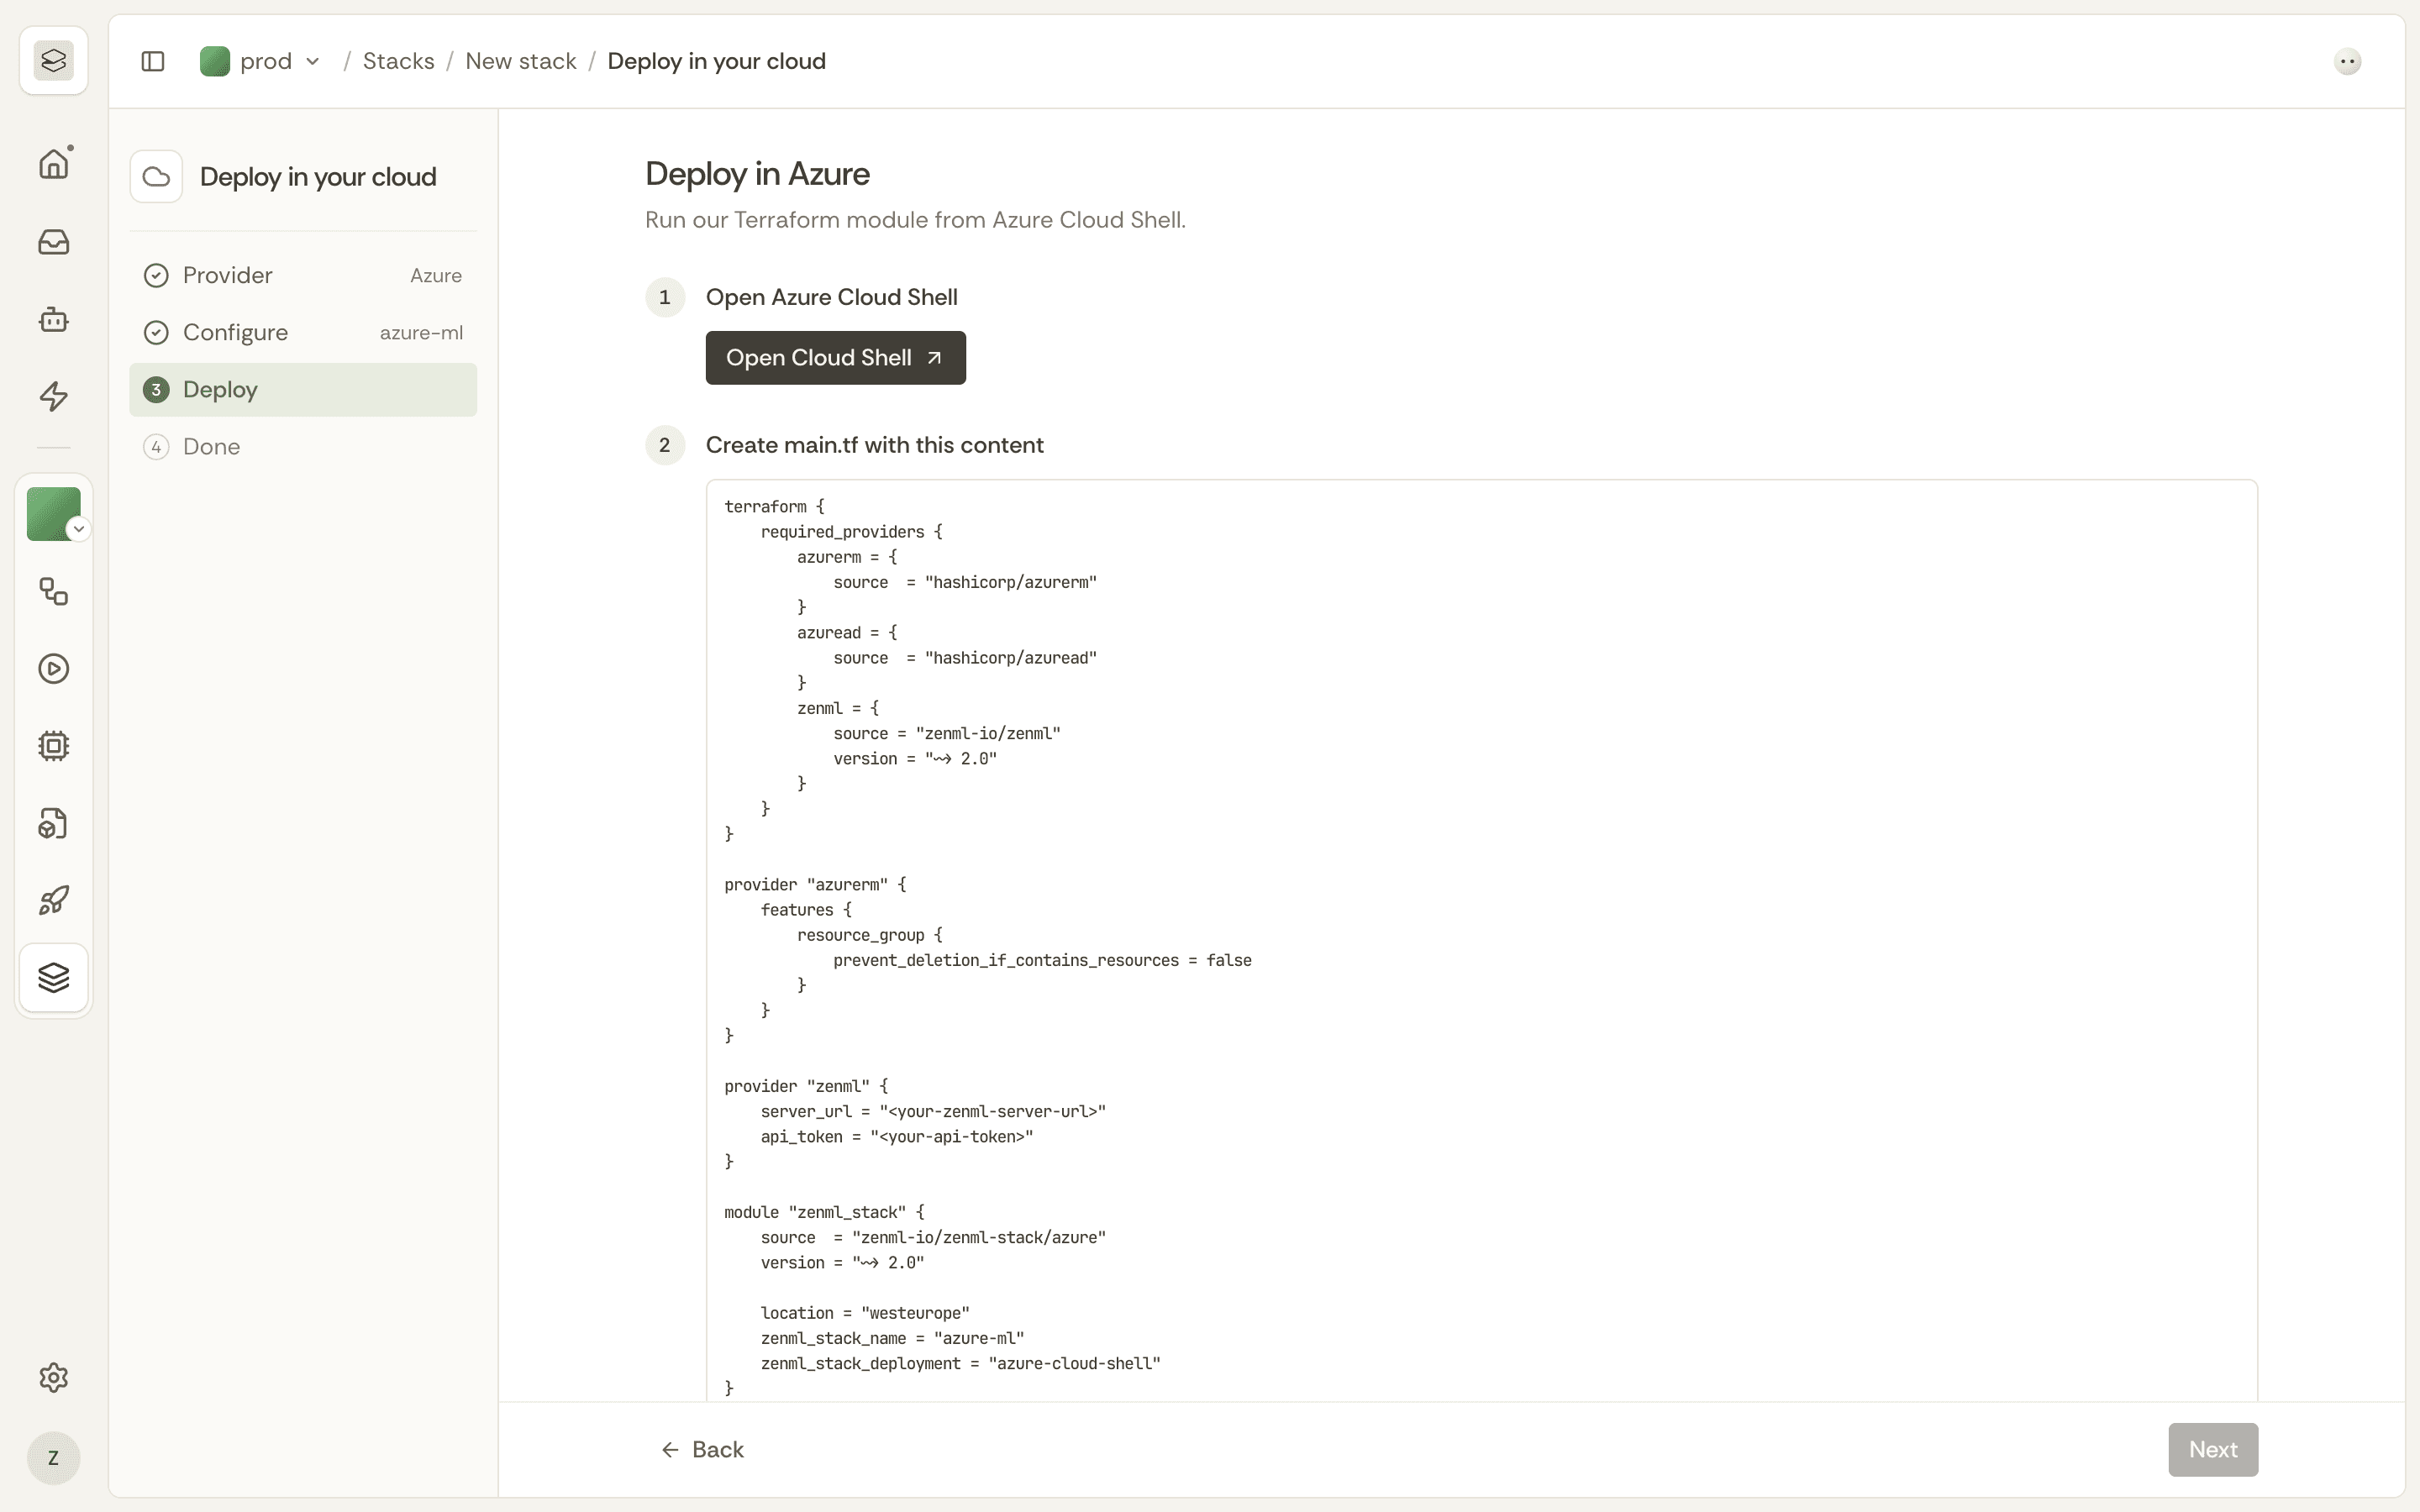 prod / Stacks / New stack / Deploy in your cloud
Deploy in your cloud
Provider Azure
Configure azure-ml
3 Deploy
4 Done
Z
Deploy in Azure
Run our Terraform module from Azure Cloud Shell.
1 Open Azure Cloud Shell
Open Cloud Shell
2 Create main.tf with this content
terraform {
    required_providers {
        azurerm = {
            source  = "hashicorp/azurerm"
        }
        azuread = {
            source  = "hashicorp/azuread"
        }
        zenml = {
            source = "zenml-io/zenml"
            version = "~> 2.0"
        }
    }
}
provider "azurerm" {
    features {
        resource_group {
            prevent_deletion_if_contains_resources = false
        }
    }
}
provider "zenml" {
    server_url = "<your-zenml-server-url>"
    api_token = "<your-api-token>"
}
module "zenml_stack" {
    source  = "zenml-io/zenml-stack/azure"
    version = "~> 2.0"
    location = "westeurope"
    zenml_stack_name = "azure-ml"
    zenml_stack_deployment = "azure-cloud-shell"
}
Back
Next